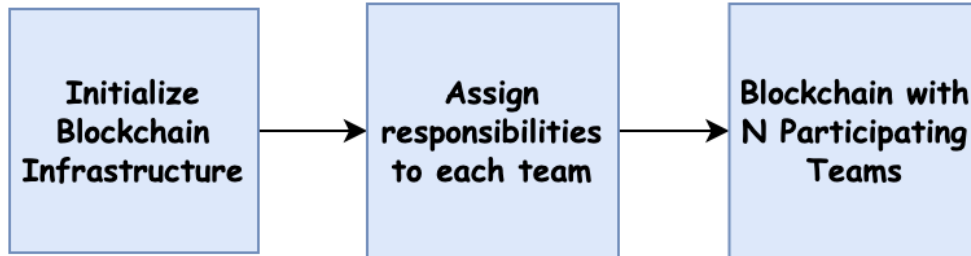 Initialize
Blockchain
Infrastructure
Assign
responsibilities
to each team
Blockchain with
N Participating
Teams